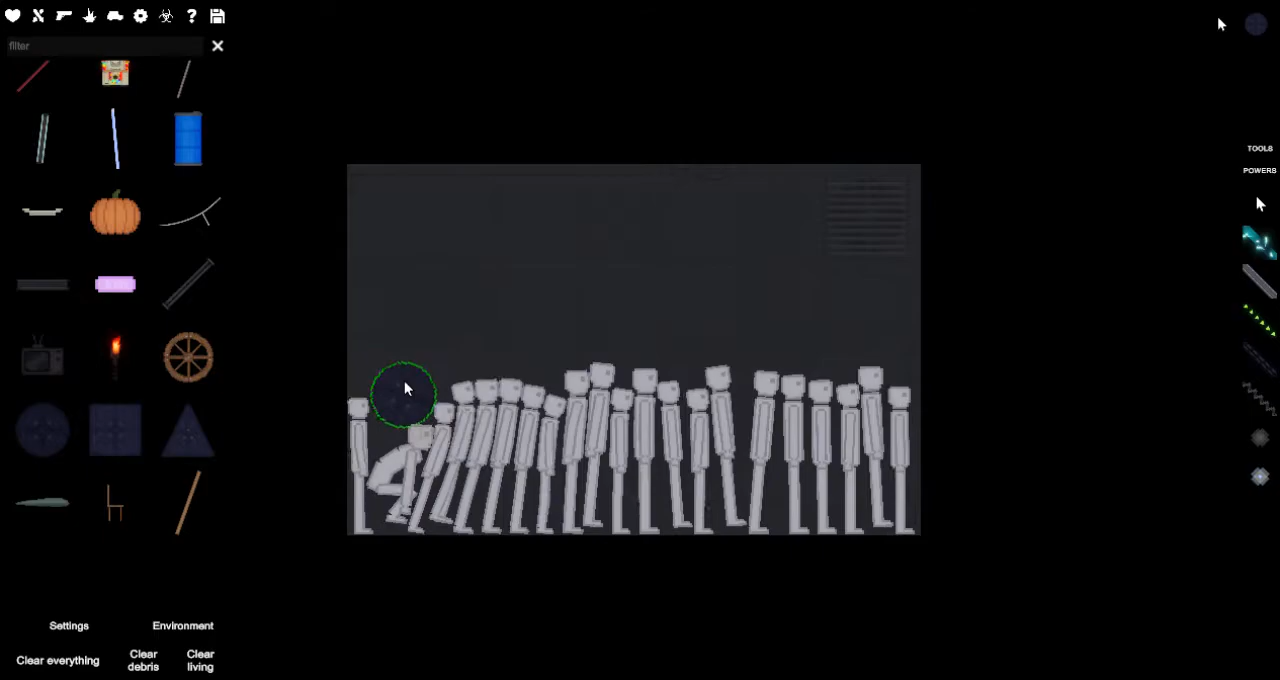 filter
TOOLS
POWERS
Settings
Environment
Clear everything
Clear debris
Clear living